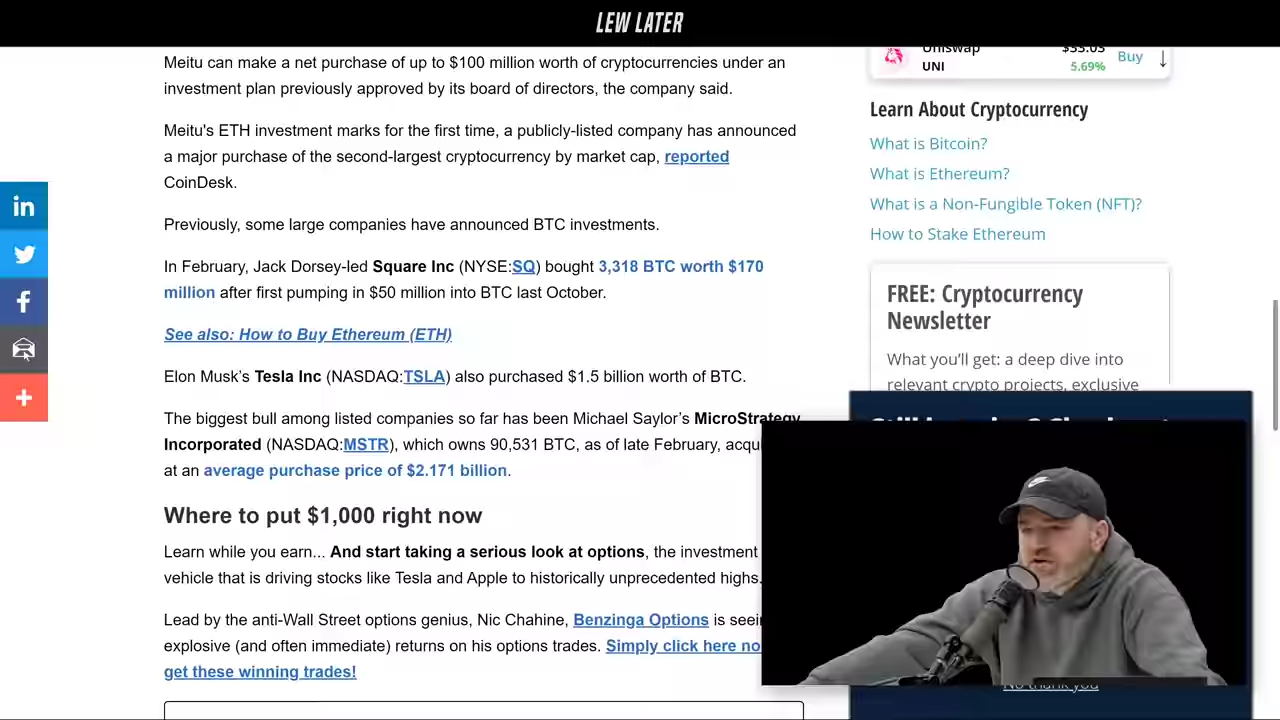 LEW LATER
Meitu can make a net purchase of up to $100 million worth of cryptocurrencies under an
investment plan previously approved by its board of directors, the company said.
Meitu's ETH investment marks for the first time, a publicly-listed company has announced
a major purchase of the second-largest cryptocurrency by market cap, reported
CoinDesk.
Previously, some large companies have announced BTC investments.
In February, Jack Dorsey-led Square Inc (NYSE:SQ) bought 3,318 BTC worth $170
million after first pumping in $50 million into BTC last October.
See also: How to Buy Ethereum (ETH)
Elon Musk’s Tesla Inc (NASDAQ:TSLA) also purchased $1.5 billion worth of BTC.
The biggest bull among listed companies so far has been Michael Saylor’s MicroStrategy
Incorporated (NASDAQ:MSTR), which owns 90,531 BTC, as of late February,
at an average purchase price of $2.171 billion.
Where to put $1,000 right now
Learn while you earn... And start taking a serious look at options, the investment
vehicle that is driving stocks like Tesla and Apple to historically unprecedented highs.
Lead by the anti-Wall Street options genius, Nic Chahine, Benzinga Options is
explosive (and often immediate) returns on his options trades. Simply click here
get these winning trades!
Uniswap $33.03
UNI 5.69% Buy
Learn About Cryptocurrency
What is Bitcoin?
What is Ethereum?
What is a Non-Fungible Token (NFT)?
How to Stake Ethereum
FREE: Cryptocurrency
Newsletter
What you’ll get: a deep dive into
relevant crypto projects, exclusive
No thank you